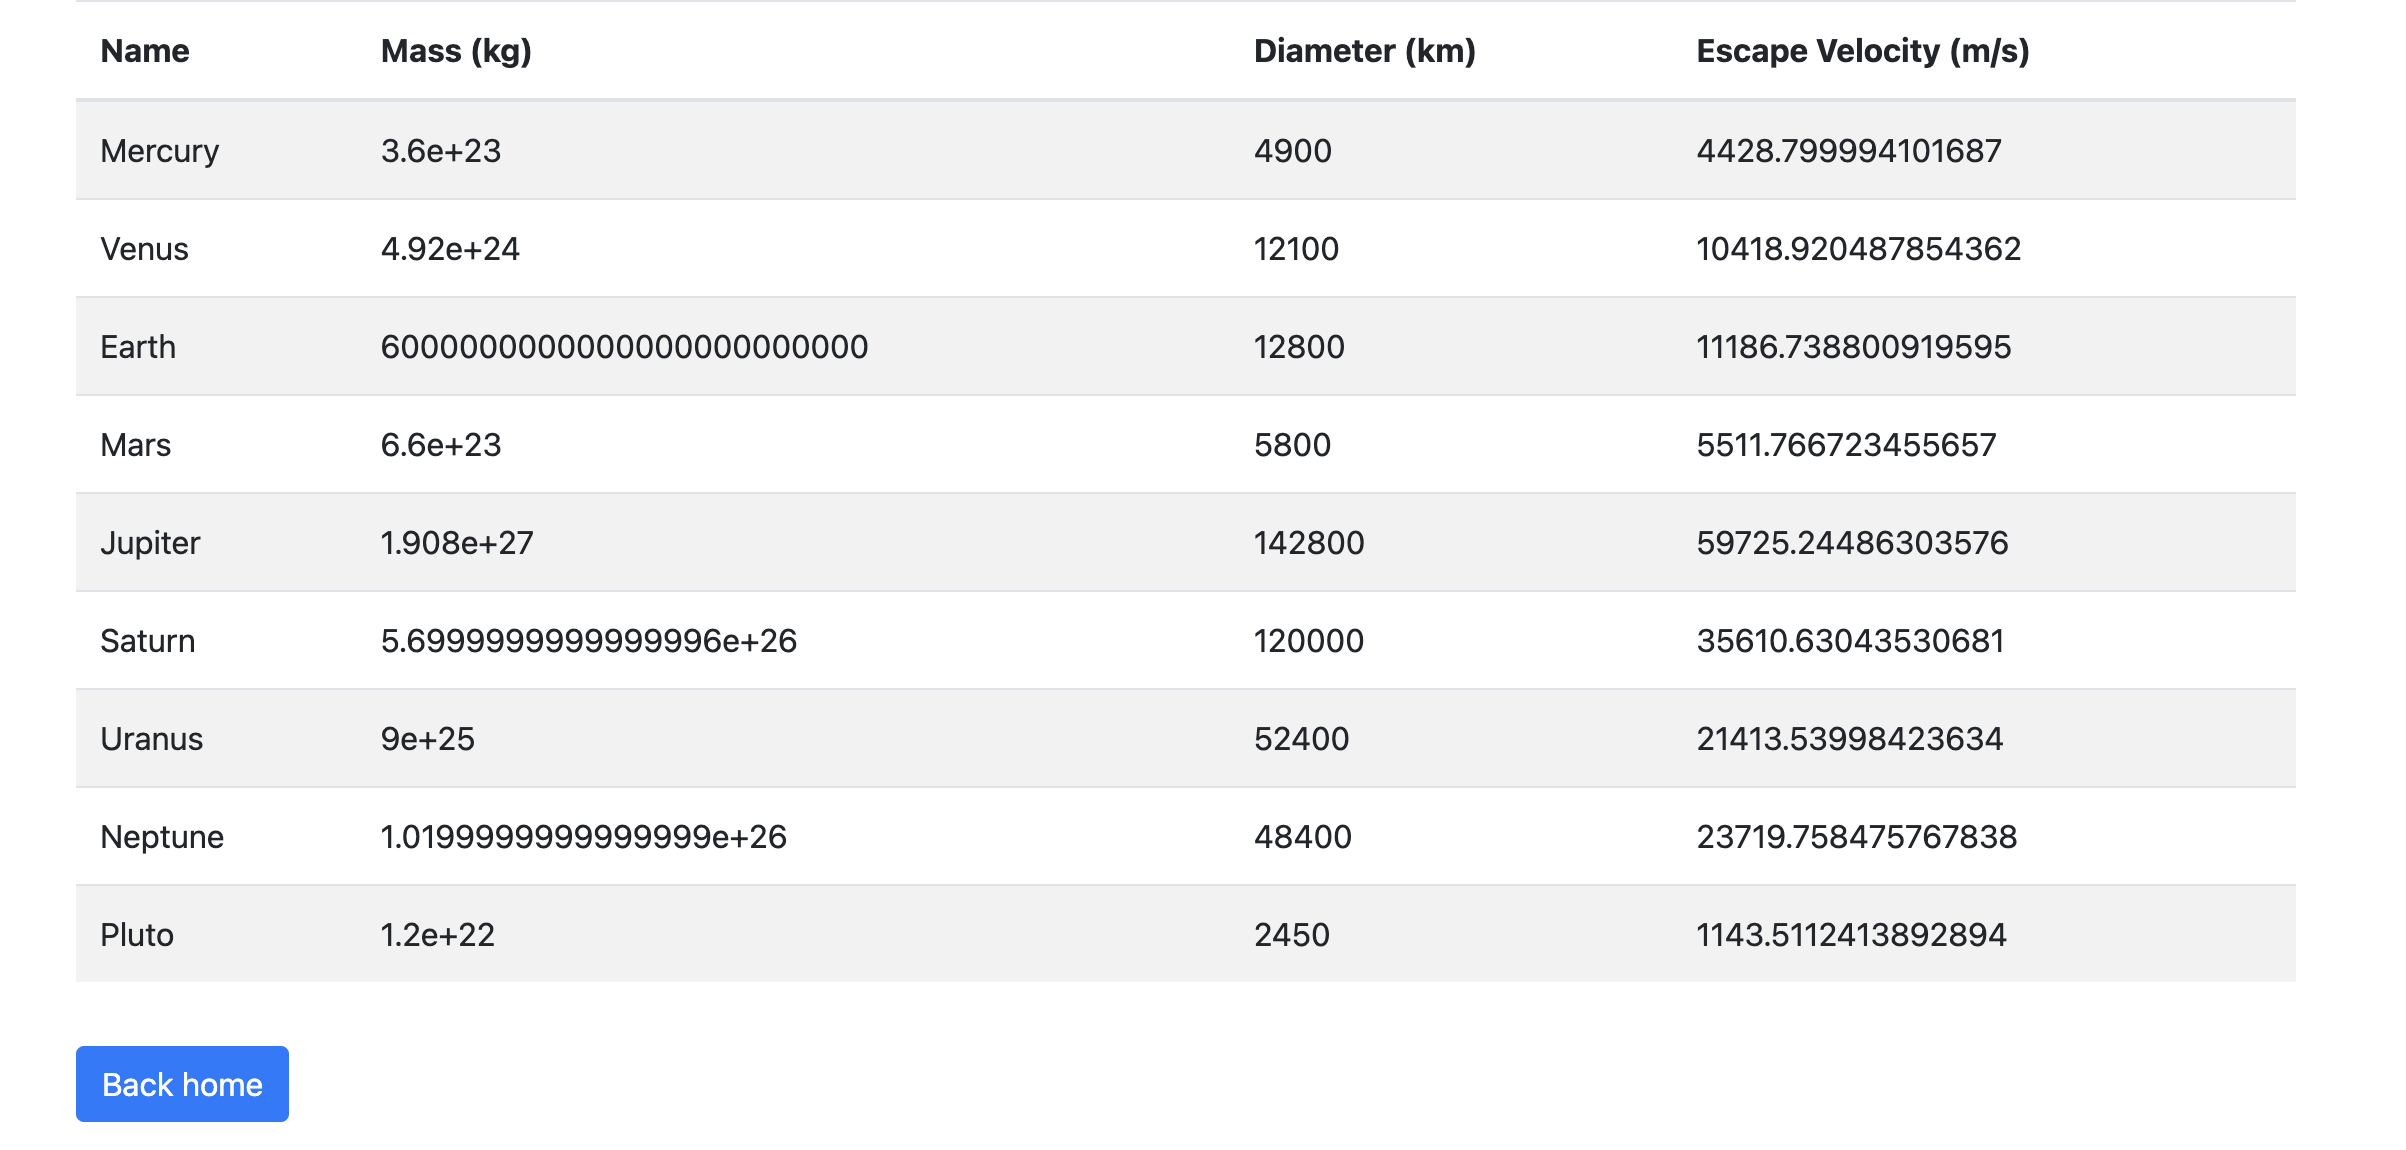 Name Mass (kg) Diameter (km) Escape Velocity (m/s)
Mercury 3.6e+23 4900 4428.799994101687
Venus 4.92e+24 12100 10418.920487854362
Earth 6000000000000000000000000 12800 11186.738800919595
Mars 6.6e+23 5800 5511.766723455657
Jupiter 1.908e+27 142800 59725.24486303576
Saturn 5.6999999999999996e+26 120000 35610.63043530681
Uranus 9e+25 52400 21413.53998423634
Neptune 1.0199999999999999e+26 48400 23719.758475767838
Pluto 1.2e+22 2450 1143.5112413892894
Back home